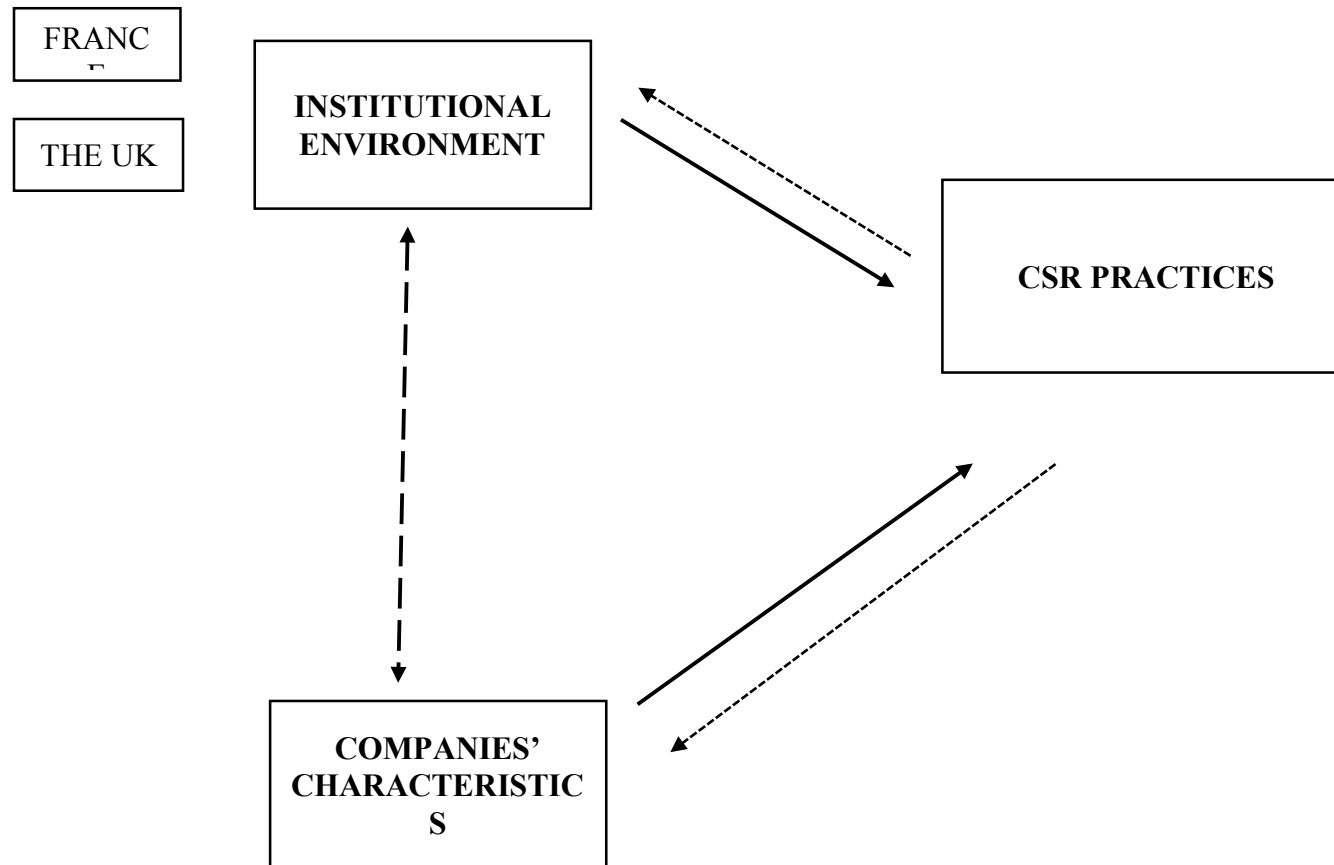 FRANC
E
THE UK
INSTITUTIONAL
ENVIRONMENT
CSR PRACTICES
COMPANIES’
CHARACTERISTIC
S